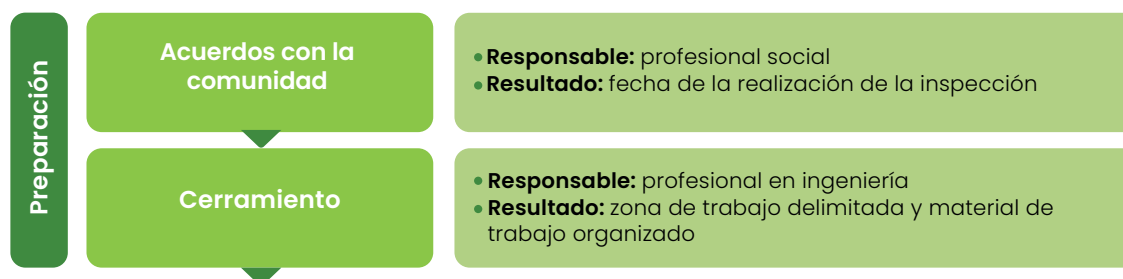 Preparación
Acuerdos con la
comunidad
Responsable: profesional social
Resultado: fecha de la realización de la inspección
Cerramiento
Responsable: profesional en ingeniería
Resultado: zona de trabajo delimitada y material de
trabajo organizado